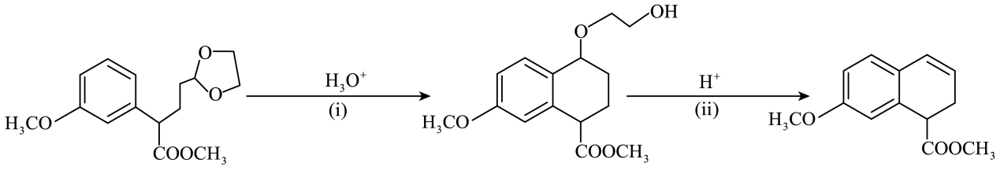 OH
O
O
O
H₃CO
COOCH₃
H₃O⁺
(i)
H₃CO
COOCH₃
H⁺
(ii)
H₃CO
COOCH₃